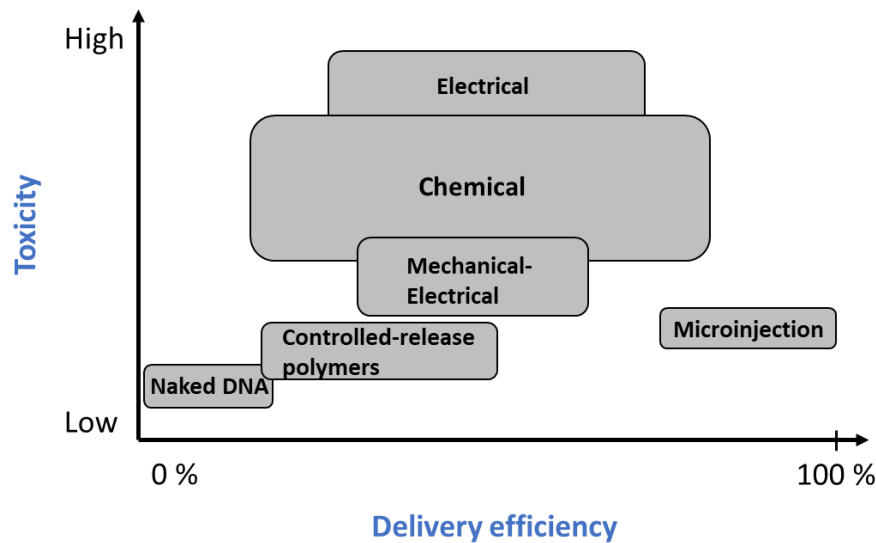 High
Electrical
Chemical
Toxicity
Mechanical-
Electrical
Microinjection
Controlled-release
polymers
Naked DNA
Low
0 %
100 %
Delivery efficiency